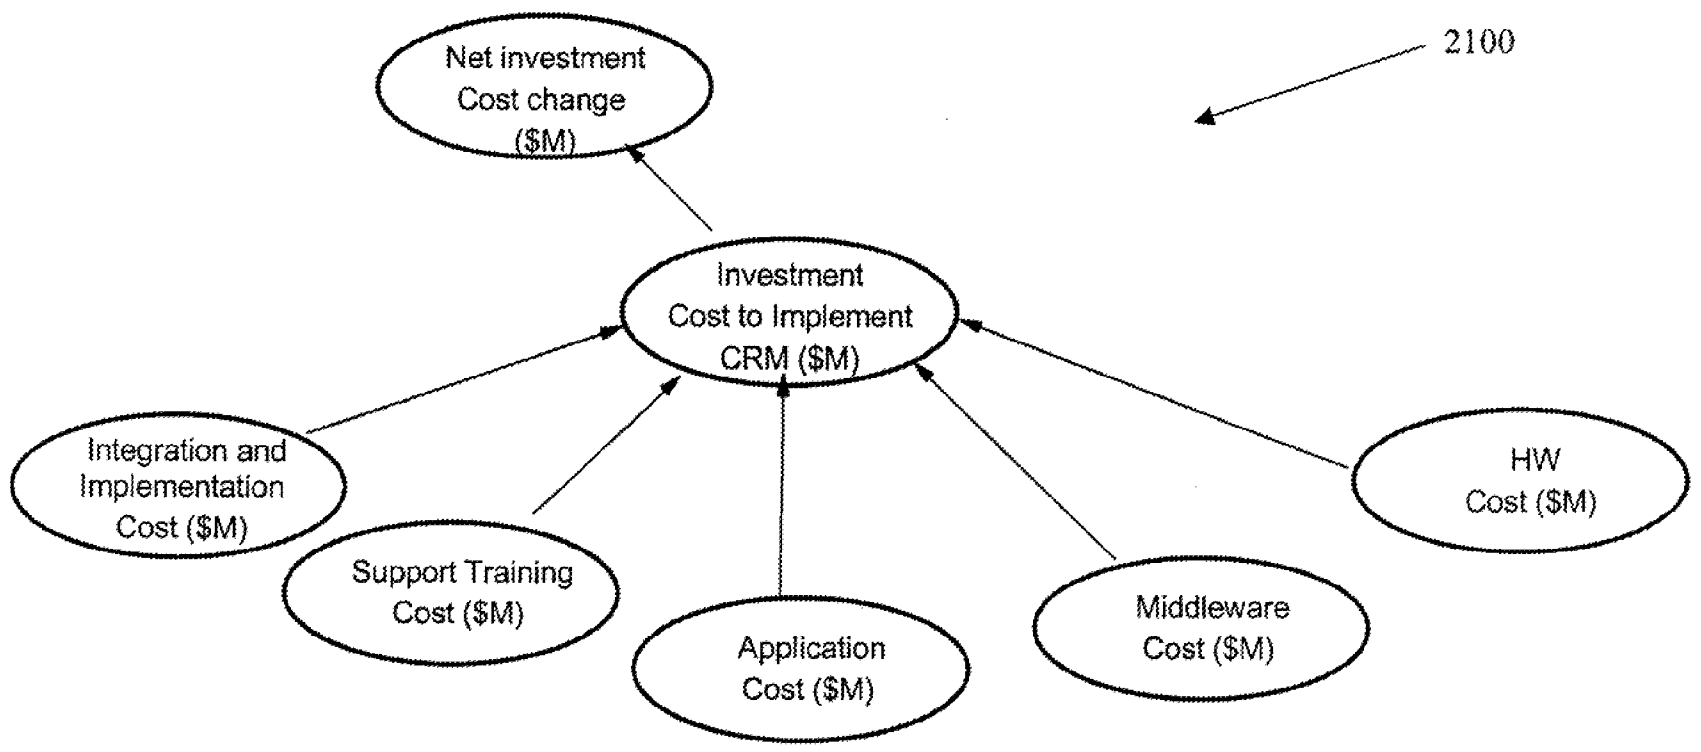 Net investment
Cost change
($M)
2100
Investment
Cost to Implement
CRM ($M)
Integration and
Implementation
Cost ($M)
Support Training
Cost ($M)
Application
Cost ($M)
Middleware
Cost ($M)
HW
Cost ($M)